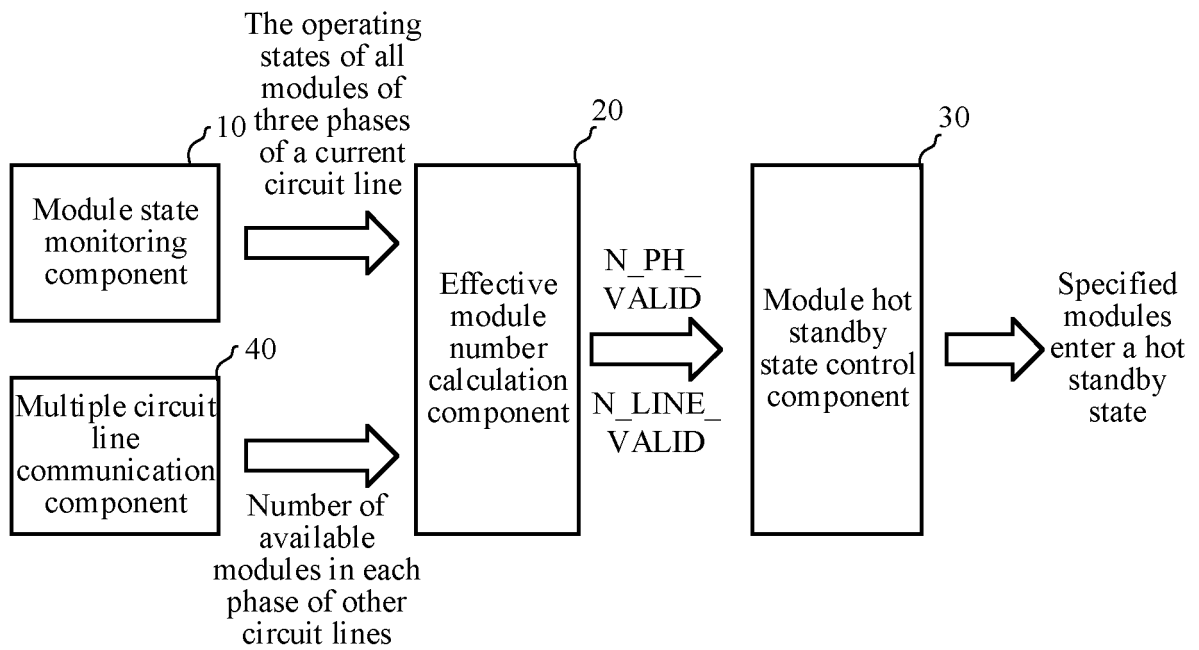 The operating
states of all
modules of
three phases
of a current
circuit line
10
Module state
monitoring
component
40
Multiple circuit
line
communication
component
Number of
available
modules in each
phase of other
circuit lines
20
Effective
module
number
calculation
component
N_PH_
VALID
N_LINE_
VALID
30
Module hot
standby
state control
component
Specified
modules
enter a hot
standby
state